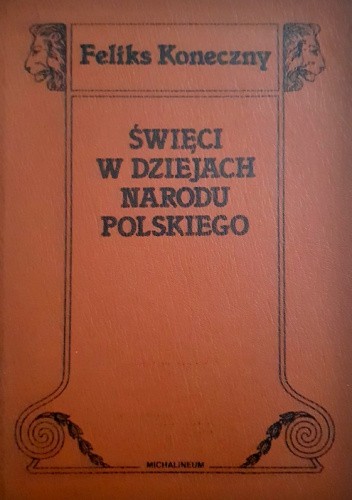 Feliks Koneczny
ŚWIĘCI
W DZIEJACH
NARODU
POLSKIEGO
MICHALINEUM